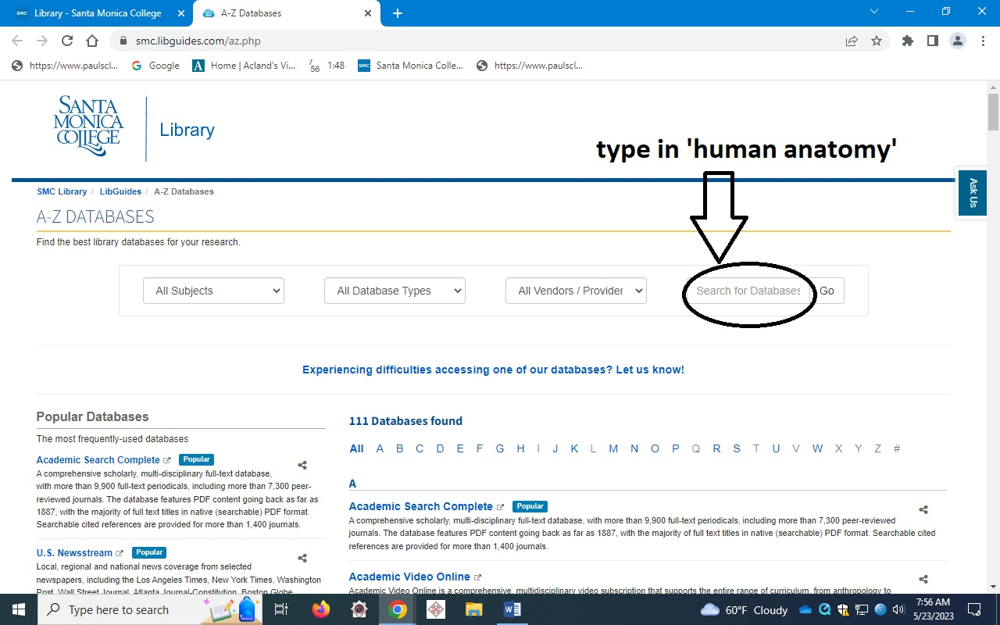 SMC Library - Santa Monica College
A-Z Databases
smc.libguides.com/az.php
https://www.paulscl...
Google
A Home | Acland's Vi...
7 56 1:48
SMC Santa Monica Colle...
https://www.paulscl...
SANTA
MONICA
COLLEGE
Library
type in 'human anatomy'
Ask Us
SMC Library / LibGuides / A-Z Databases
A-Z DATABASES
Find the best library databases for your research.
All Subjects
All Database Types
All Vendors / Provider
Search for Databases
Go
Experiencing difficulties accessing one of our databases? Let us know!
Popular Databases
The most frequently-used databases
Academic Search Complete Popular
A comprehensive scholarly, multi-disciplinary full-text database,
with more than 9,900 full-text periodicals, including more than 7,300 peer-
reviewed journals. The database features PDF content going back as far as
1887, with the majority of full text titles in native (searchable) PDF format.
Searchable cited references are provided for more than 1,400 journals.
U.S. Newsstream Popular
Local, regional and national news coverage from selected
newspapers, including the Los Angeles Times, New York Times, Washington
Post, Wall Street Journal, Atlanta Journal-Constitution, Boston Globe
111 Databases found
All A B C D E F G H I J K L M N O P Q R S T U V W X Y Z #
A
Academic Search Complete Popular
A comprehensive scholarly, multi-disciplinary full-text database, with more than 9,900 full-text periodicals, including more than 7,300 peer-reviewed
journals. The database features PDF content going back as far as 1887, with the majority of full text titles in native (searchable) PDF format. Searchable cited
references are provided for more than 1,400 journals.
Academic Video Online
Academic Video Online is a comprehensive, multidisciplinary video subscription that supports the entire range of curriculum, from anthropology to
Type here to search
60°F Cloudy
7:56 AM
5/23/2023